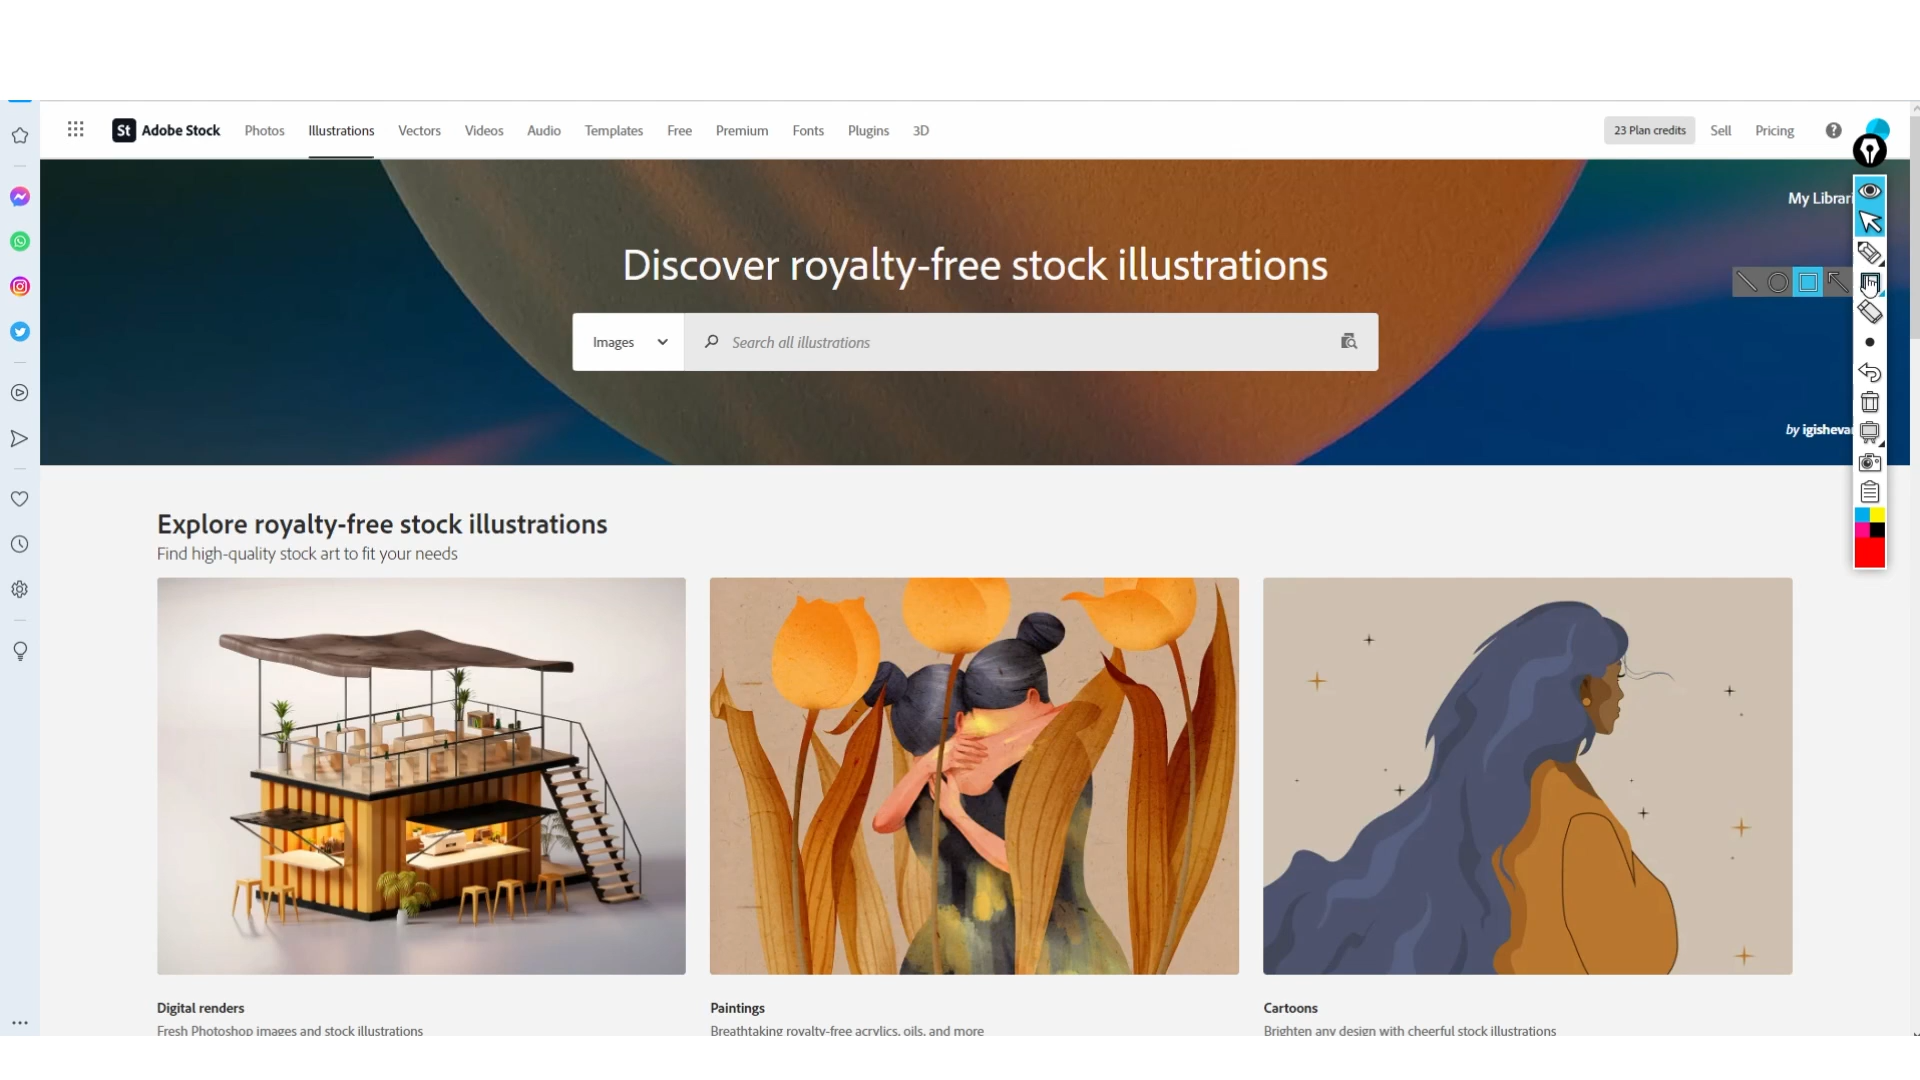 St Adobe Stock Photos Illustrations Vectors Videos Audio Templates Free Premium Fonts Plugins 3D 23 Plan credits Sell Pricing ?
My Librari
Discover royalty-free stock illustrations
Images Search all illustrations
by igisheva
Explore royalty-free stock illustrations
Find high-quality stock art to fit your needs
Digital renders Paintings Cartoons
Fresh Photoshop images and stock illustrations Breathtaking royalty-free acrylics, oils, and more Brighten any design with cheerful stock illustrations